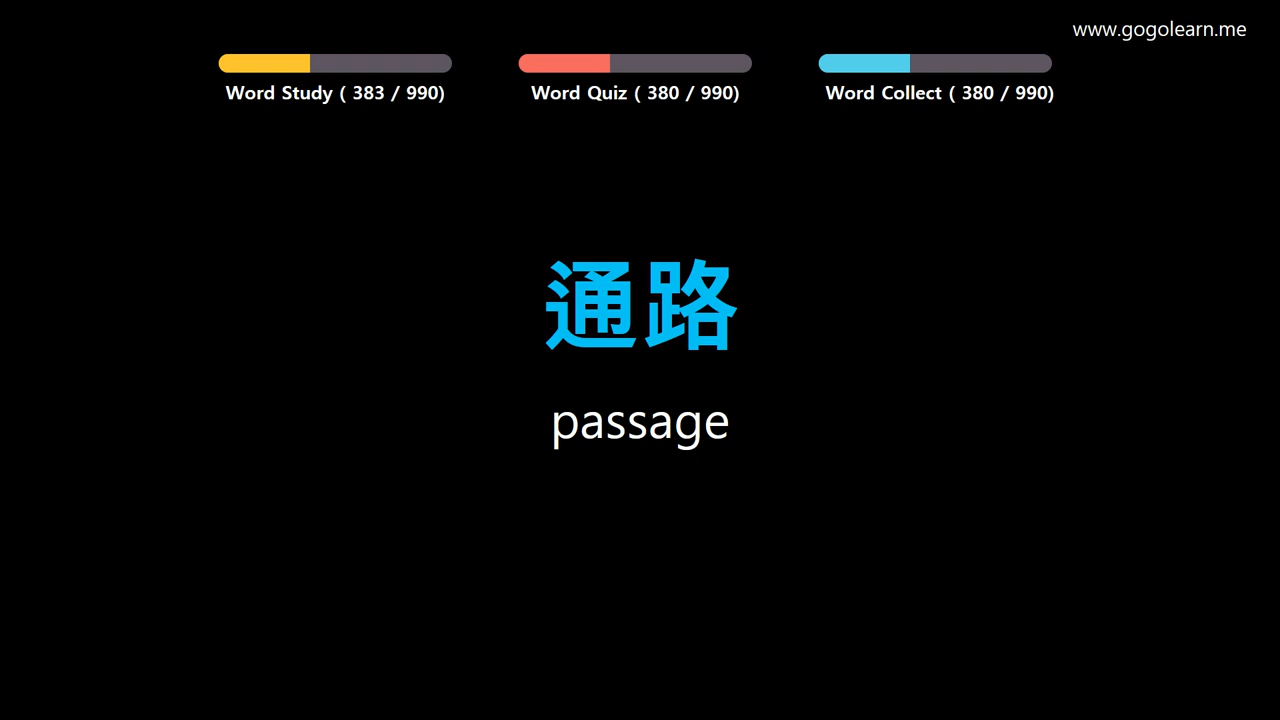 www.gogolearn.me
Word Study ( 383 / 990)
Word Quiz ( 380 / 990)
Word Collect ( 380 / 990)
通路
passage